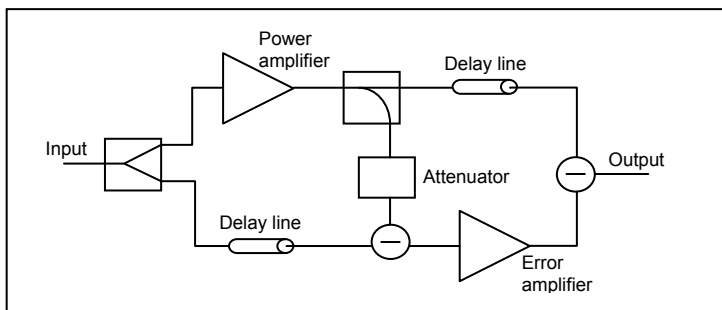 Power
amplifier
Delay line
Input
Attenuator
Output
Delay line
Error
amplifier